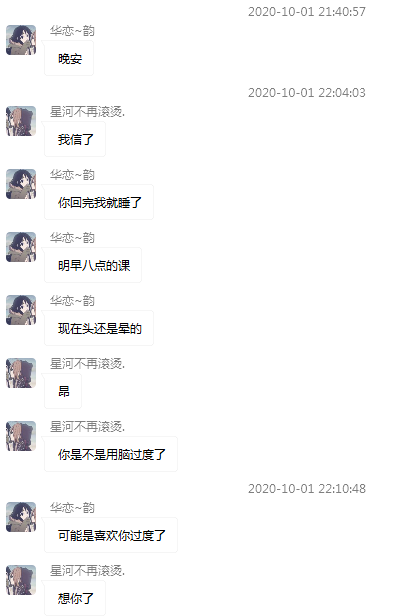 2020-10-01 21:40:57
华恋~韵
晚安
2020-10-01 22:04:03
星河不再滚烫.
我信了
华恋~韵
你回完我就睡了
华恋~韵
明早八点的课
华恋~韵
现在头还是晕的
星河不再滚烫.
昂
星河不再滚烫.
你是不是用脑过度了
2020-10-01 22:10:48
华恋~韵
可能是喜欢你过度了
星河不再滚烫.
想你了